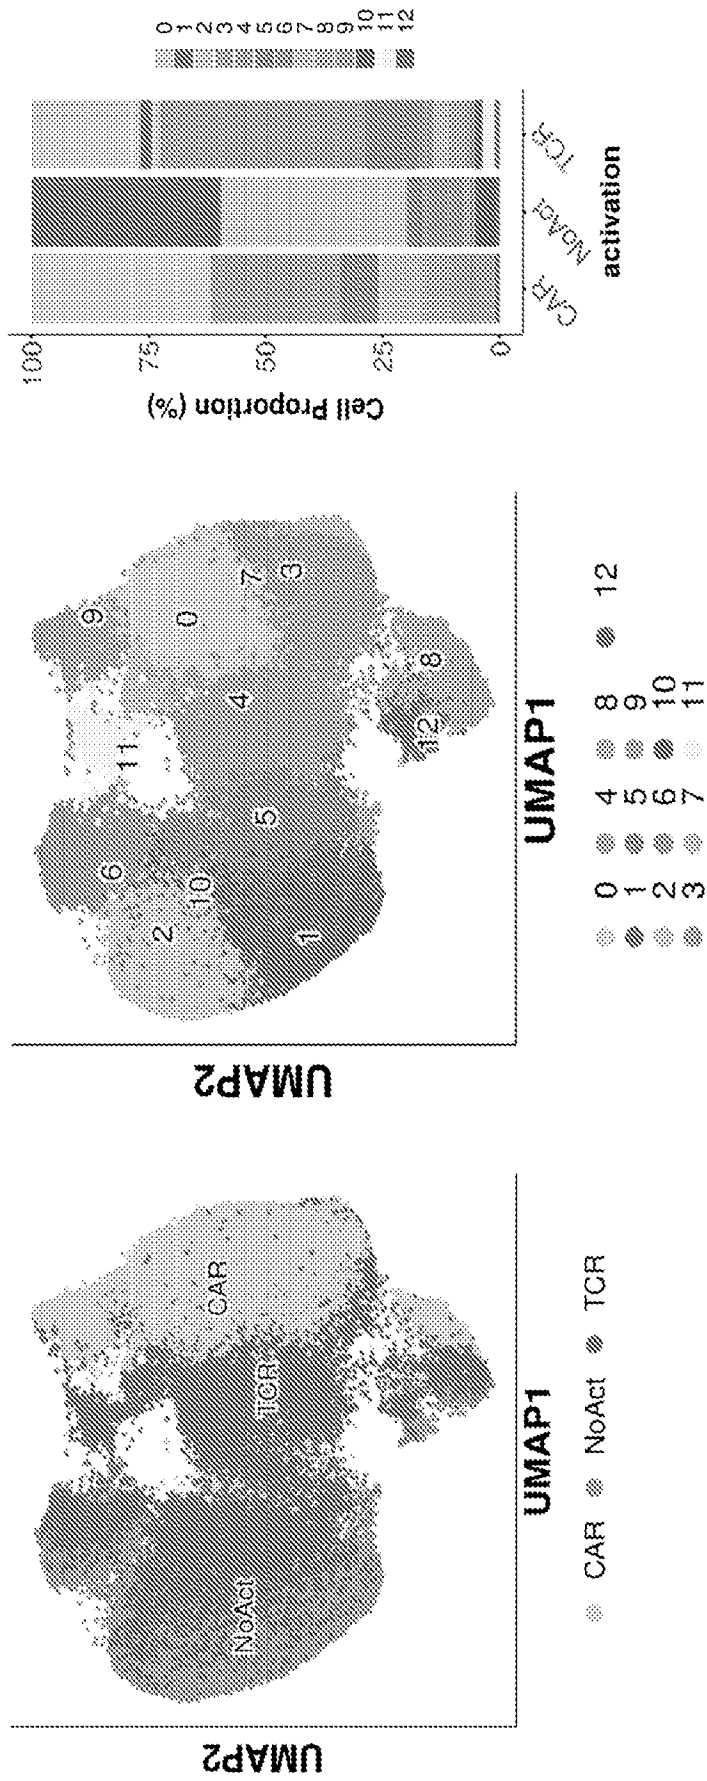 UMAP2
NoAct
TCR
CAR
UMAP1
CAR NoAct TCR
UMAP2
9
0
7
3
11
4
8
12
6
5
10
2
1
UMAP1
0 4 8 12
1 5 9
2 6 10
3 7 11
Cell Proportion (%)
100
75
50
25
0
CAR
NoAct
TCR
activation
0
1
2
3
4
5
6
7
8
9
10
11
12